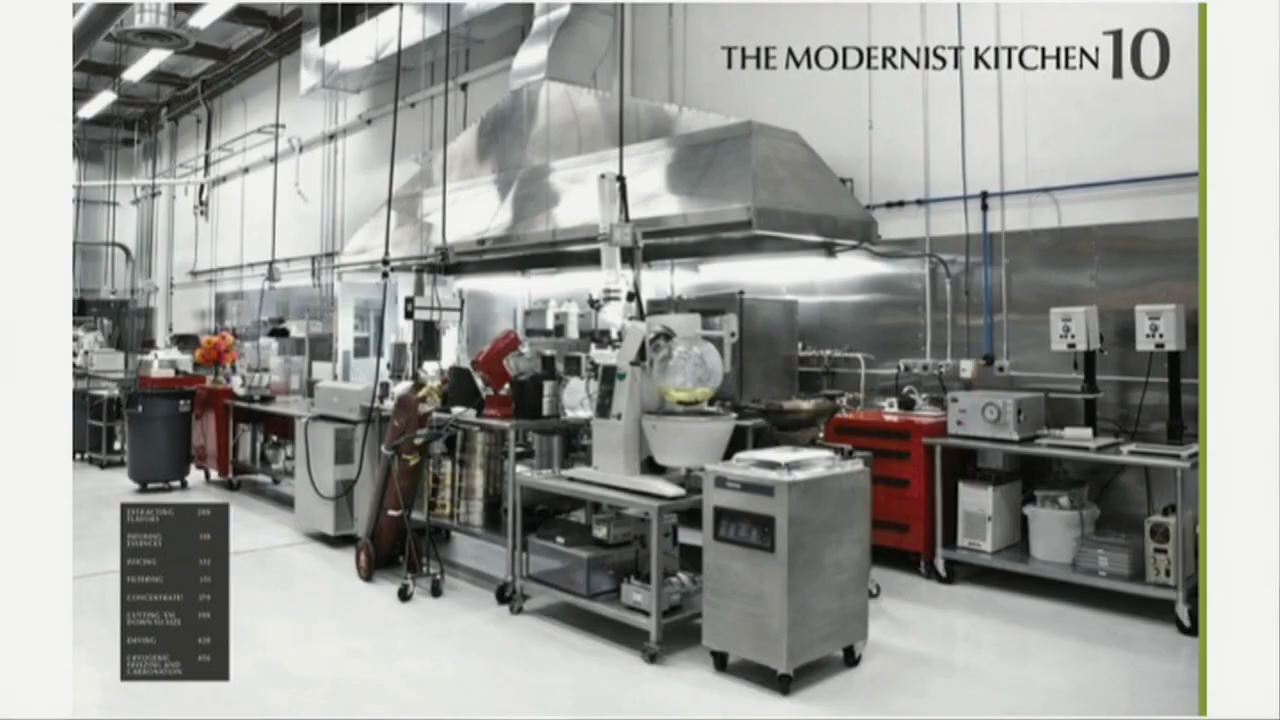 THE MODERNIST KITCHEN 10
EXTRACTING
FLAVORS
INFUSING
ESSENCES
JUICING
FILTERING
CONCENTRATE!
CUTTING 'EM
DOWN TO SIZE
DRYING
CRYOGENIC
FREEZING AND
CARBONATION